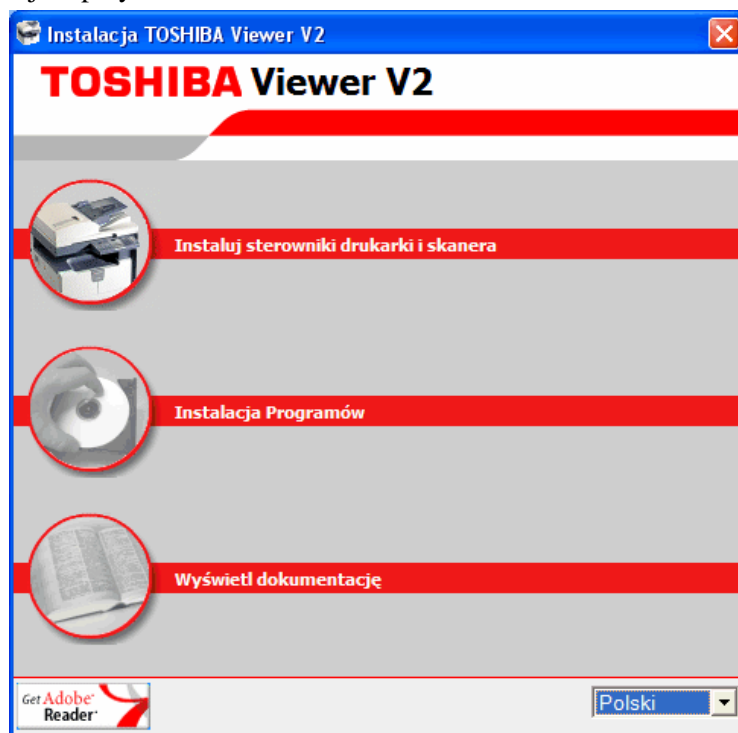 Instalacja TOSHIBA Viewer V2
TOSHIBA Viewer V2
Instaluj sterowniki drukarki i skanera
Instalacja Programów
Wyświetl dokumentację
Get Adobe
Reader
Polski